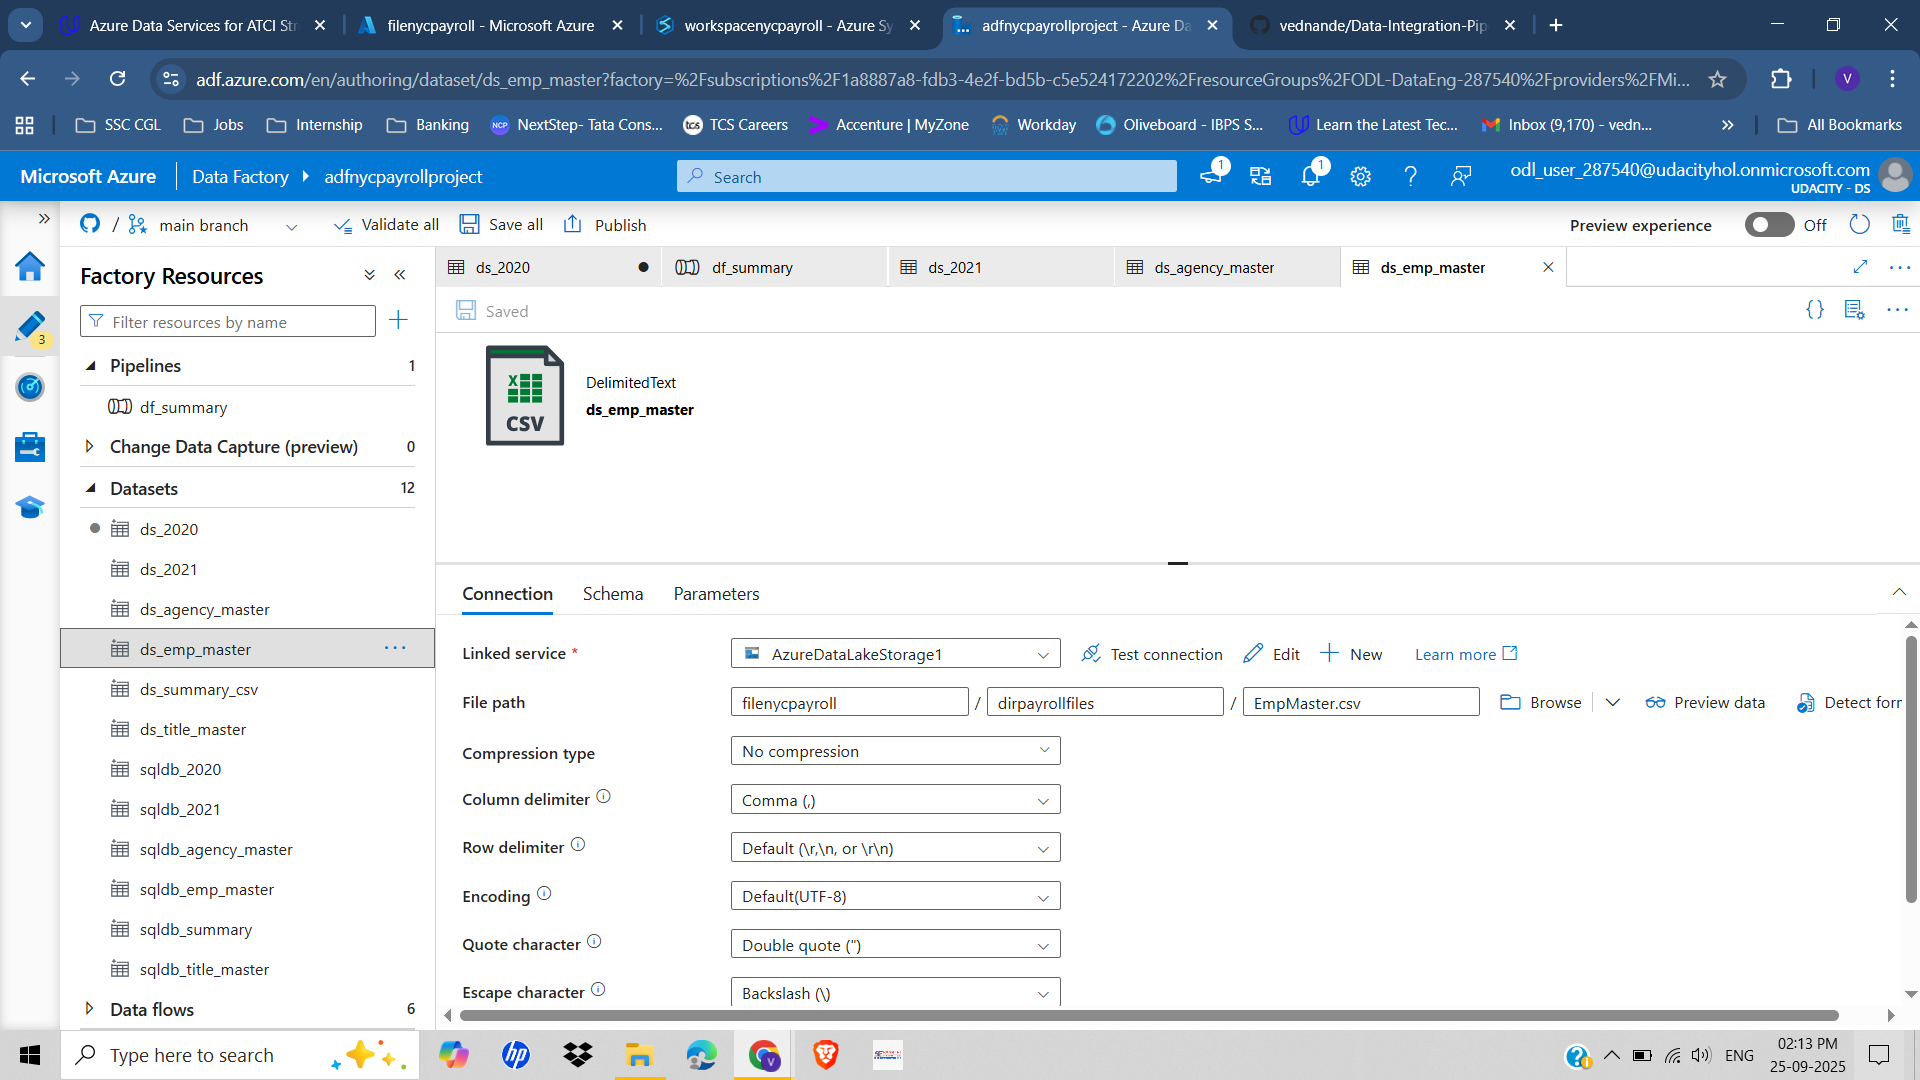 Azure Data Services for ATCI Str
filenycpayroll - Microsoft Azure
workspacenycpayroll - Azure Sy
adfnycpayrollproject - Azure Da
vednande/Data-Integration-Pip
adf.azure.com/en/authoring/dataset/ds_emp_master?factory=%2Fsubscriptions%2F1a8887a8-fdb3-4e2f-bd5b-c5e524172202%2FresourceGroups%2FODL-DataEng-287540%2Fproviders%2FMi...
V
SSC CGL
Jobs
Internship
Banking
NextStep- Tata Cons...
TCS Careers
Accenture | MyZone
Workday
Oliveboard - IBPS S...
Learn the Latest Tec...
Inbox (9,170) - vedn...
All Bookmarks
Microsoft Azure
Data Factory
adfnycpayrollproject
Search
1
1
odl_user_287540@udacityhol.onmicrosoft.com
UDACITY - DS
/ main branch
Validate all
Save all
Publish
Preview experience
Off
Factory Resources
3
Filter resources by name
Pipelines 1
df_summary
Change Data Capture (preview) 0
Datasets 12
ds_2020
ds_2021
ds_agency_master
ds_emp_master
ds_summary_csv
ds_title_master
sqldb_2020
sqldb_2021
sqldb_agency_master
sqldb_emp_master
sqldb_summary
sqldb_title_master
Data flows 6
ds_2020
df_summary
ds_2021
ds_agency_master
ds_emp_master
Saved
X
CSV
DelimitedText
ds_emp_master
Connection
Schema
Parameters
Linked service *
AzureDataLakeStorage1
Test connection
Edit
New
Learn more
File path
filenycpayroll / dirpayrollfiles / EmpMaster.csv
Browse
Preview data
Detect for
Compression type
No compression
Column delimiter
Comma (,)
Row delimiter
Default (\r,\n, or \r\n)
Encoding
Default(UTF-8)
Quote character
Double quote (")
Escape character
Backslash (\)
Type here to search
ENG
02:13 PM
25-09-2025